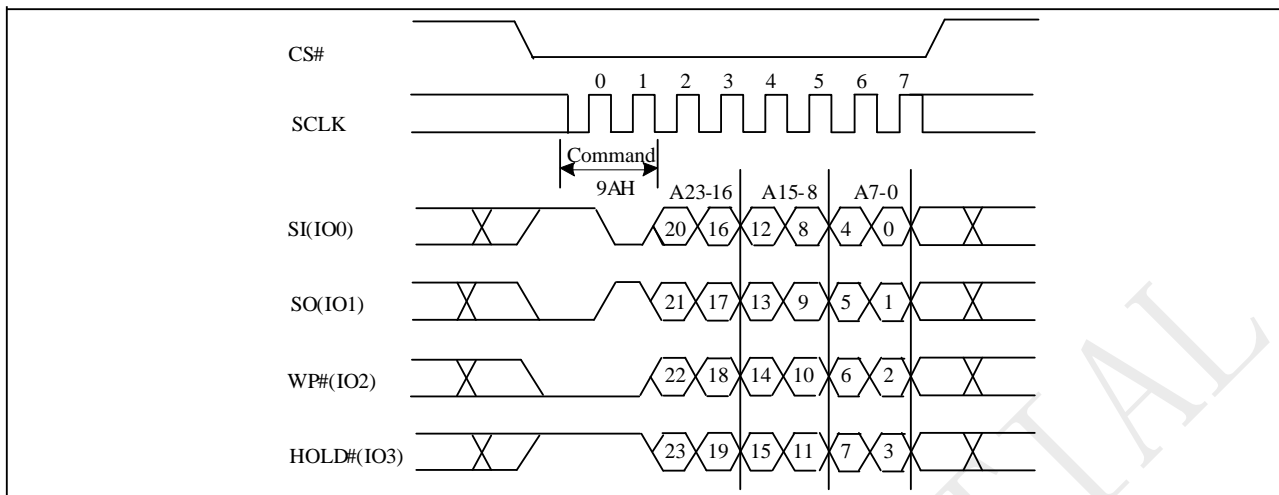 CS#
0 1 2 3 4 5 6 7
SCLK
Command
9AH A23-16 A15-8 A7-0
SI(IO0) 20 16 12 8 4 0
SO(IO1) 21 17 13 9 5 1
WP#(IO2) 22 18 14 10 6 2
HOLD#(IO3) 23 19 15 11 7 3